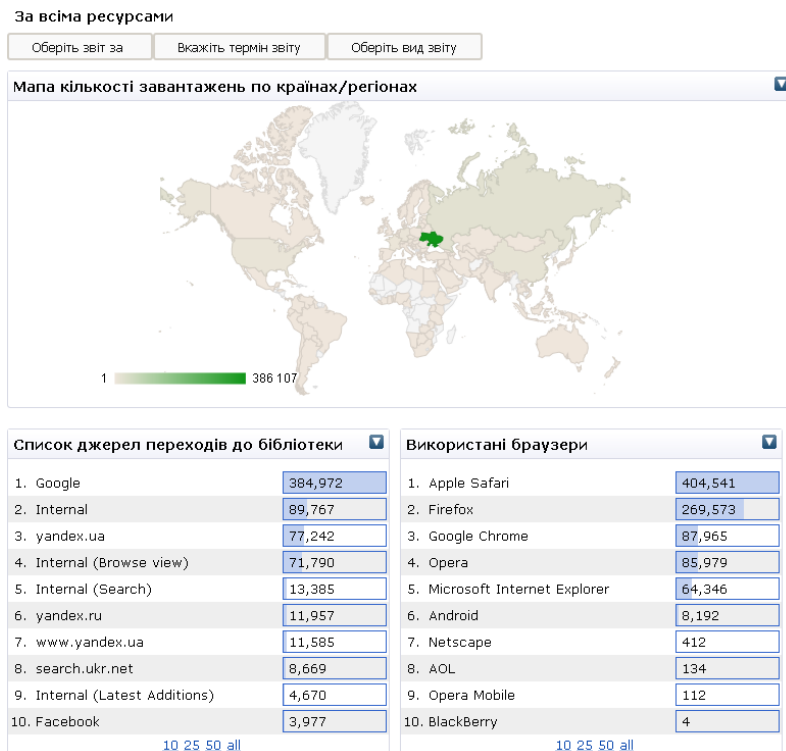 За всіма ресурсами
Оберіть звіт за
Вкажіть термін звіту
Оберіть вид звіту
Мапа кількості завантажень по країнах/регіонах
1
386 107
Список джерел переходів до бібліотеки
1. Google 384,972
2. Internal 89,767
3. yandex.ua 77,242
4. Internal (Browse view) 71,790
5. Internal (Search) 13,385
6. yandex.ru 11,957
7. www.yandex.ua 11,585
8. search.ukr.net 8,669
9. Internal (Latest Additions) 4,670
10. Facebook 3,977
10 25 50 all
Використані браузери
1. Apple Safari 404,541
2. Firefox 269,573
3. Google Chrome 87,965
4. Opera 85,979
5. Microsoft Internet Explorer 64,346
6. Android 8,192
7. Netscape 412
8. AOL 134
9. Opera Mobile 112
10. BlackBerry 4
10 25 50 all